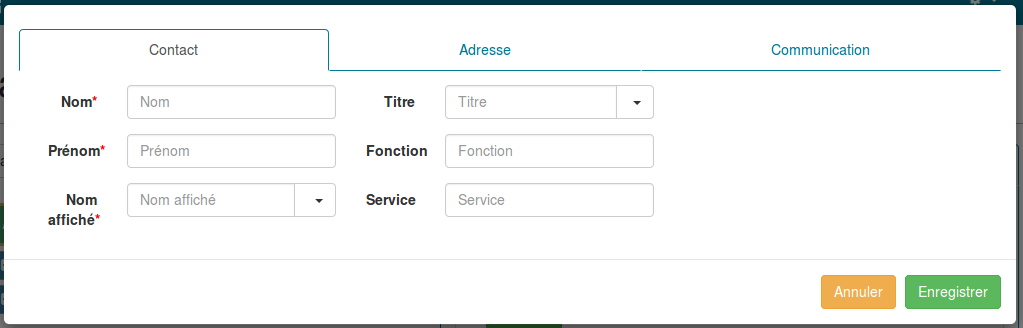 Contact Adresse Communication
Nom* Nom Titre Titre
Prénom* Prénom Fonction Fonction
Nom affiché* Nom affiché Service Service
Annuler Enregistrer